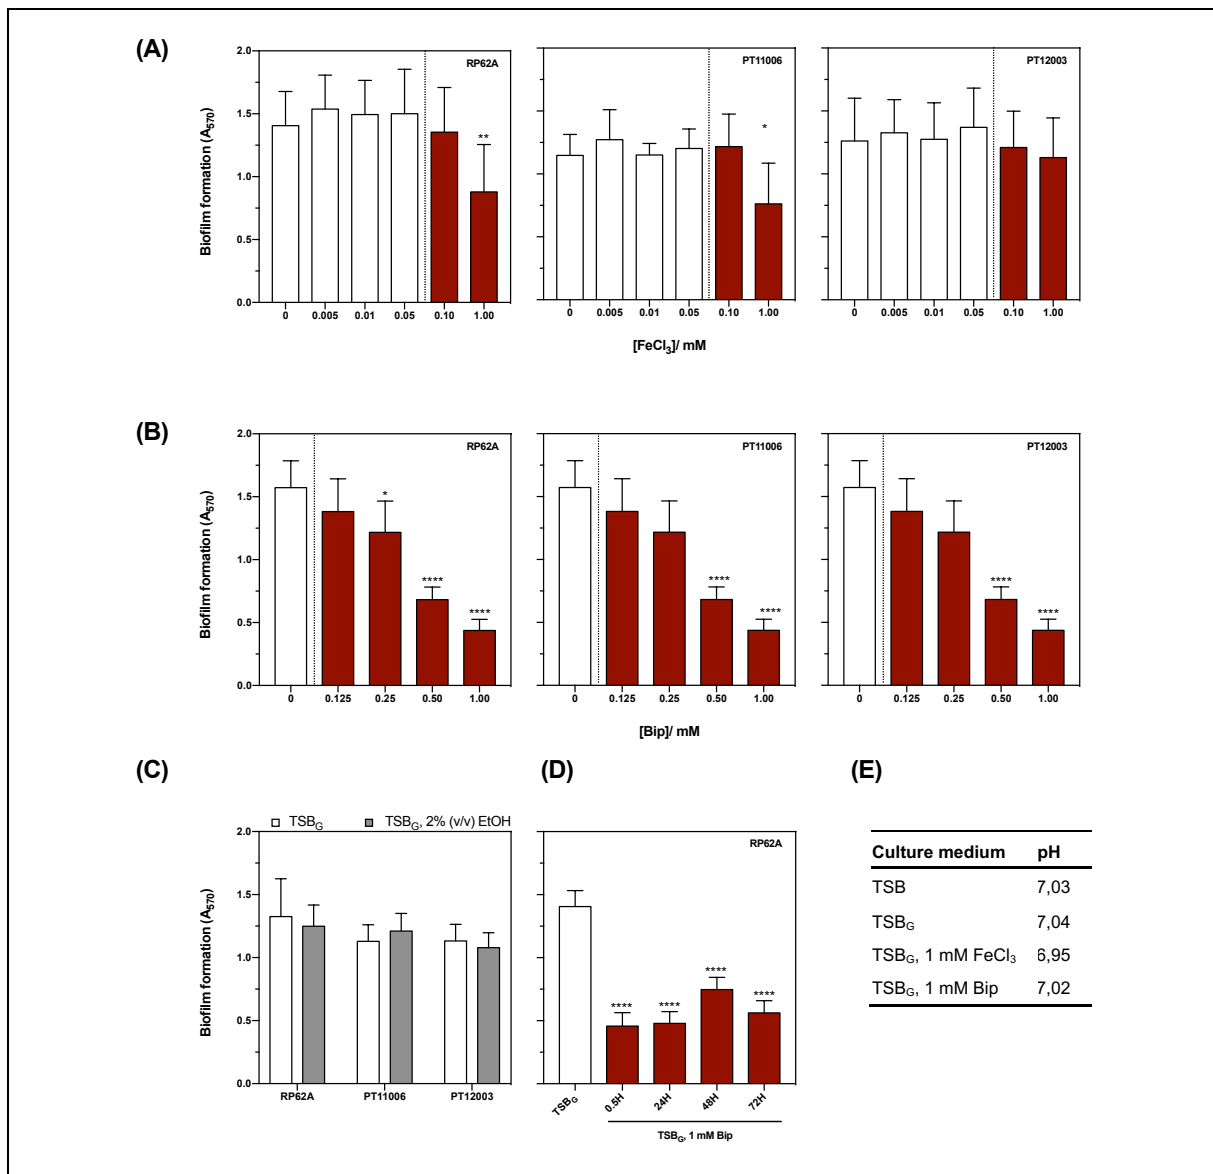 (A)
RP62A
PT11006
PT12003
Biofilm formation (A570)
2.0
1.5
1.0
0.5
0.0
**
*
0 0.005 0.01 0.05 0.10 1.00
0 0.005 0.01 0.05 0.10 1.00
0 0.005 0.01 0.05 0.10 1.00
[FeCl3]/ mM
(B)
RP62A
PT11006
PT12003
Biofilm formation (A570)
2.0
1.5
1.0
0.5
0.0
* **** ****
**** ****
**** ****
0 0.125 0.25 0.50 1.00
0 0.125 0.25 0.50 1.00
0 0.125 0.25 0.50 1.00
[Bip]/ mM
(C)
TSBG TSBG, 2% (v/v) EtOH
Biofilm formation (A570)
2.0
1.5
1.0
0.5
0.0
RP62A PT11006 PT12003
(D)
RP62A
**** **** **** ****
TSBG 0.5H 24H 48H 72H
TSBG, 1 mM Bip
(E)
Culture medium pH
TSB 7,03
TSBG 7,04
TSBG, 1 mM FeCl3 6,95
TSBG, 1 mM Bip 7,02